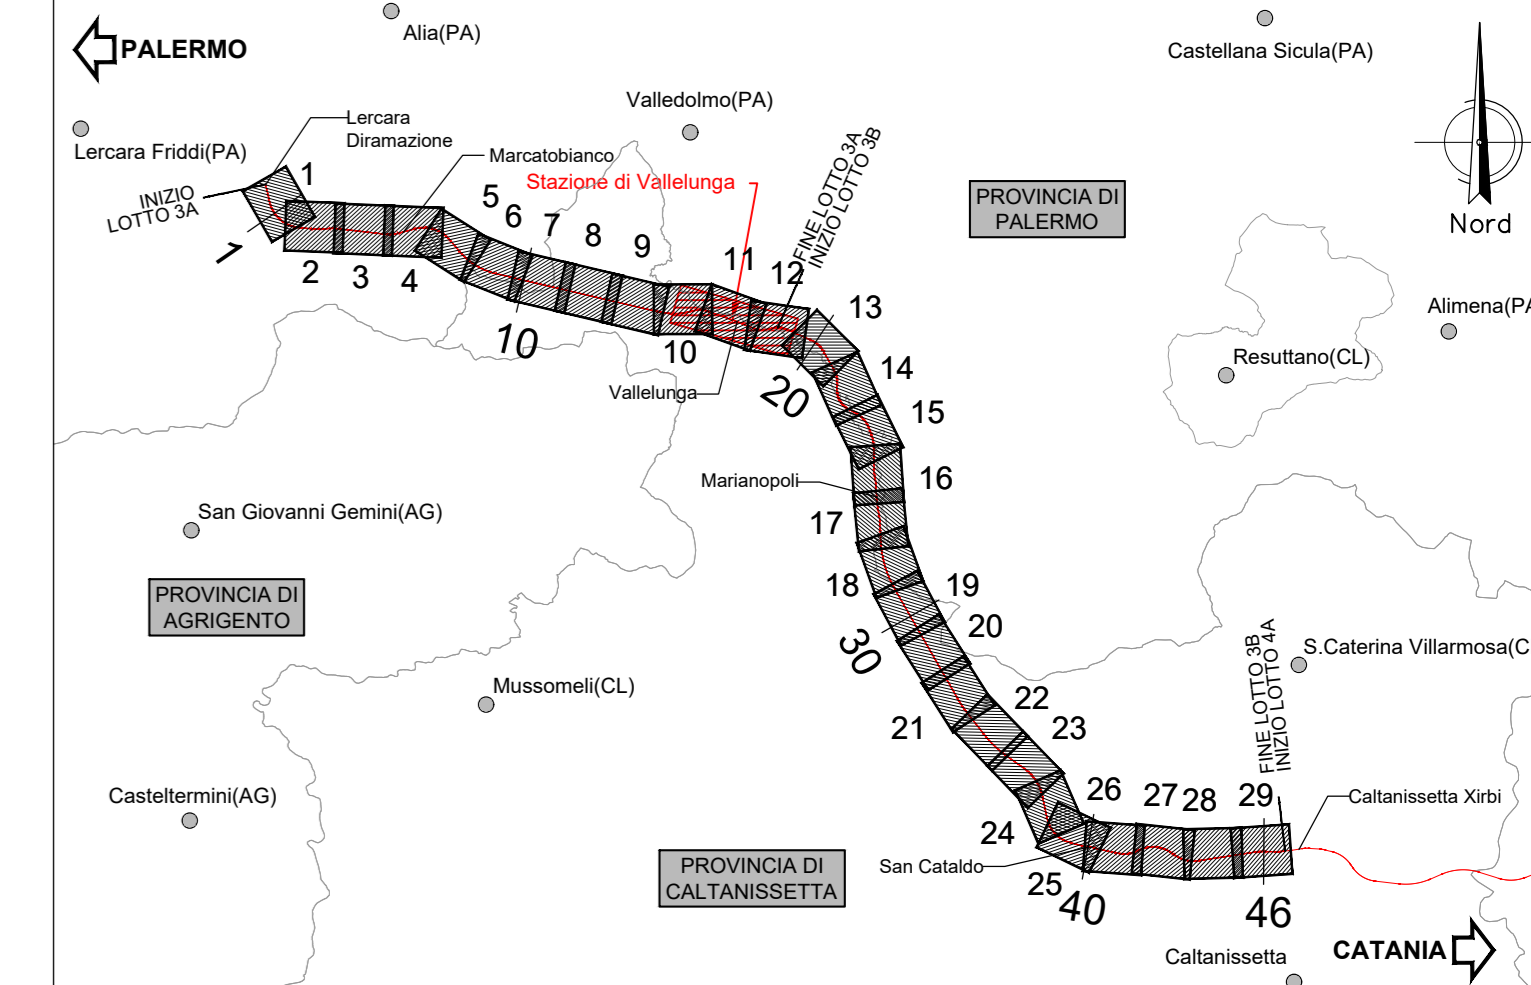 PALERMO
Alia(PA)
Castellana Sicula(PA)
Lercara Friddi(PA)
Lercara
Diramazione
Valledolmo(PA)
Marcatobianco
Stazione di Vallelunga
INIZIO
LOTTO 3A
FINE LOTTO 3A
INIZIO LOTTO 3B
PROVINCIA DI
PALERMO
Nord
1
1
2
3
4
5
6
7
8
9
10
10
11
12
13
20
14
15
Vallelunga
Alimena(PA
Resuttano(CL)
Marianopoli
16
17
San Giovanni Gemini(AG)
PROVINCIA DI
AGRIGENTO
18
19
20
30
21
22
23
Mussomeli(CL)
S.Caterina Villarmosa(C
FINE LOTTO 3B
INIZIO LOTTO 4A
Casteltermini(AG)
24
25
26
27
28
29
Caltanissetta Xirbi
San Cataldo
PROVINCIA DI
CALTANISSETTA
40
46
Caltanissetta
CATANIA